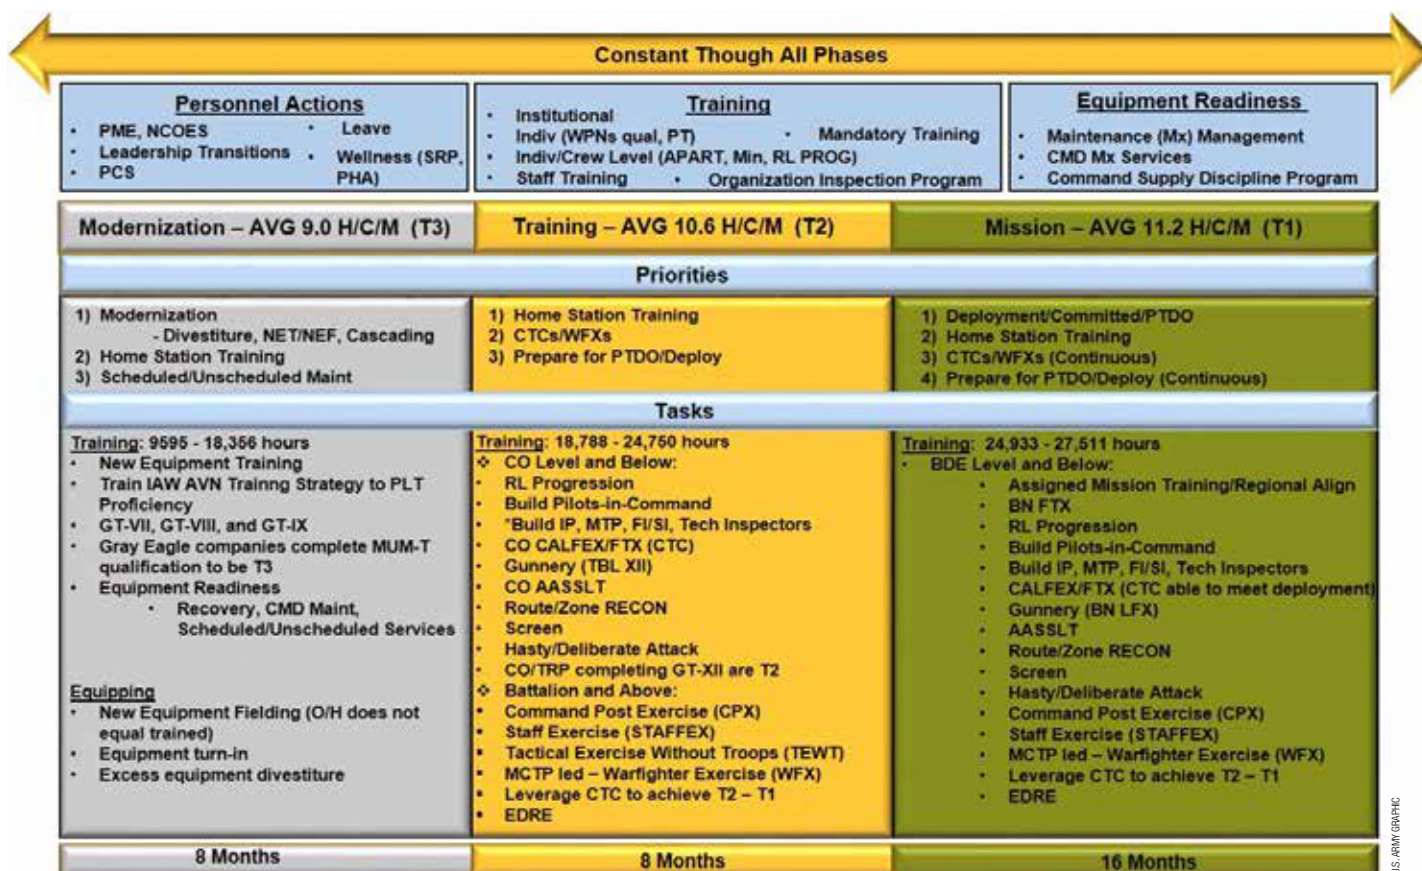 Constant Though All Phases
Personnel Actions
• PME, NCOES
• Leadership Transitions
• PCS
• Leave
• Wellness (SRP,
PHA)
Training
• Institutional
• Indiv (WPNs qual, PT)
• Mandatory Training
• Indiv/Crew Level (APART, Min, RL PROG)
• Staff Training
• Organization Inspection Program
Equipment Readiness
• Maintenance (Mx) Management
• CMD Mx Services
• Command Supply Discipline Program
Modernization – AVG 9.0 H/C/M (T3)
Training – AVG 10.6 H/C/M (T2)
Mission – AVG 11.2 H/C/M (T1)
Priorities
1) Modernization
- Divestiture, NET/NEF, Cascading
2) Home Station Training
3) Scheduled/Unscheduled Maint
1) Home Station Training
2) CTCs/WFXs
3) Prepare for PTDO/Deploy
1) Deployment/Committed/PTDO
2) Home Station Training
3) CTCs/WFXs (Continuous)
4) Prepare for PTDO/Deploy (Continuous)
Tasks
Training: 9595 - 18,356 hours
• New Equipment Training
• Train IAW AVN Trainng Strategy to PLT
Proficiency
• GT-VII, GT-VIII, and GT-IX
• Gray Eagle companies complete MUM-T
qualification to be T3
• Equipment Readiness
• Recovery, CMD Maint,
Scheduled/Unscheduled Services
Equipping
• New Equipment Fielding (O/H does not
equal trained)
• Equipment turn-in
• Excess equipment divestiture
Training: 18,788 - 24,750 hours
❖ CO Level and Below:
• RL Progression
• Build Pilots-in-Command
• *Build IP, MTP, FI/SI, Tech Inspectors
• CO CALFEX/FTX (CTC)
• Gunnery (TBL XII)
• CO AASSLT
• Route/Zone RECON
• Screen
• Hasty/Deliberate Attack
• CO/TRP completing GT-XII are T2
❖ Battalion and Above:
▪ Command Post Exercise (CPX)
▪ Staff Exercise (STAFFEX)
▪ Tactical Exercise Without Troops (TEWT)
▪ MCTP led – Warfighter Exercise (WFX)
▪ Leverage CTC to achieve T2 – T1
▪ EDRE
Training: 24,933 - 27,511 hours
• BDE Level and Below:
• Assigned Mission Training/Regional Align
• BN FTX
• RL Progression
• Build Pilots-in-Command
• Build IP, MTP, FI/SI, Tech Inspectors
• CALFEX/FTX (CTC able to meet deployment)
• Gunnery (BN LFX)
• AASSLT
• Route/Zone RECON
• Screen
• Hasty/Deliberate Attack
• Command Post Exercise (CPX)
• Staff Exercise (STAFFEX)
• MCTP led – Warfighter Exercise (WFX)
• Leverage CTC to achieve T2 – T1
• EDRE
8 Months
8 Months
16 Months
U.S. ARMY GRAPHIC